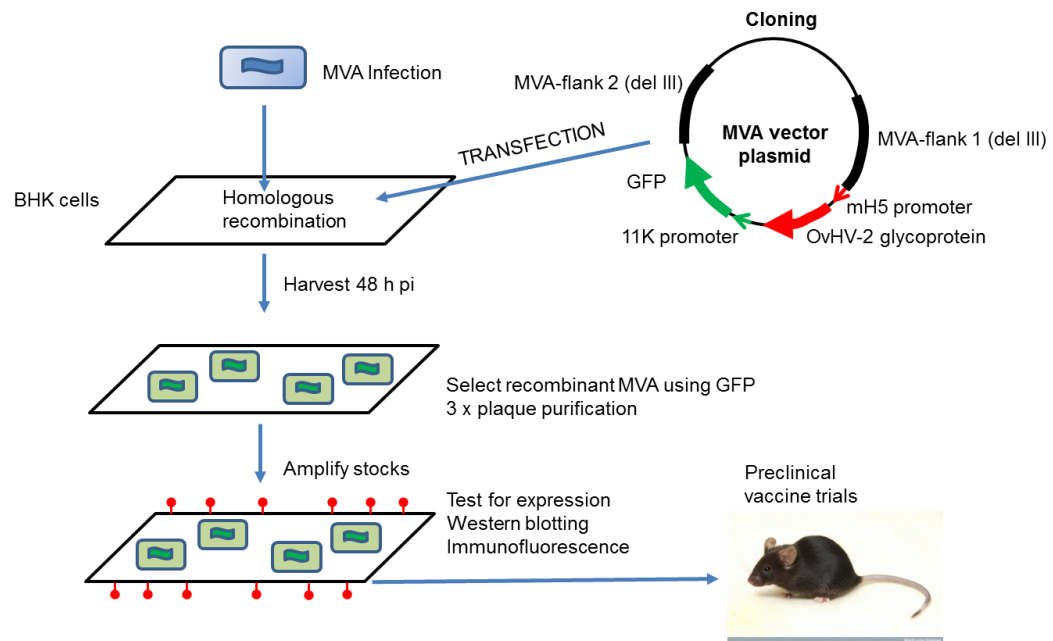 Cloning
MVA Infection
MVA-flank 2 (del III)
MVA vector
plasmid
MVA-flank 1 (del III)
TRANSFECTION
GFP
BHK cells
Homologous
recombination
mH5 promoter
11K promoter
OvHV-2 glycoprotein
Harvest 48 h pi
Select recombinant MVA using GFP
3 x plaque purification
Amplify stocks
Test for expression
Western blotting
Immunofluorescence
Preclinical
vaccine trials